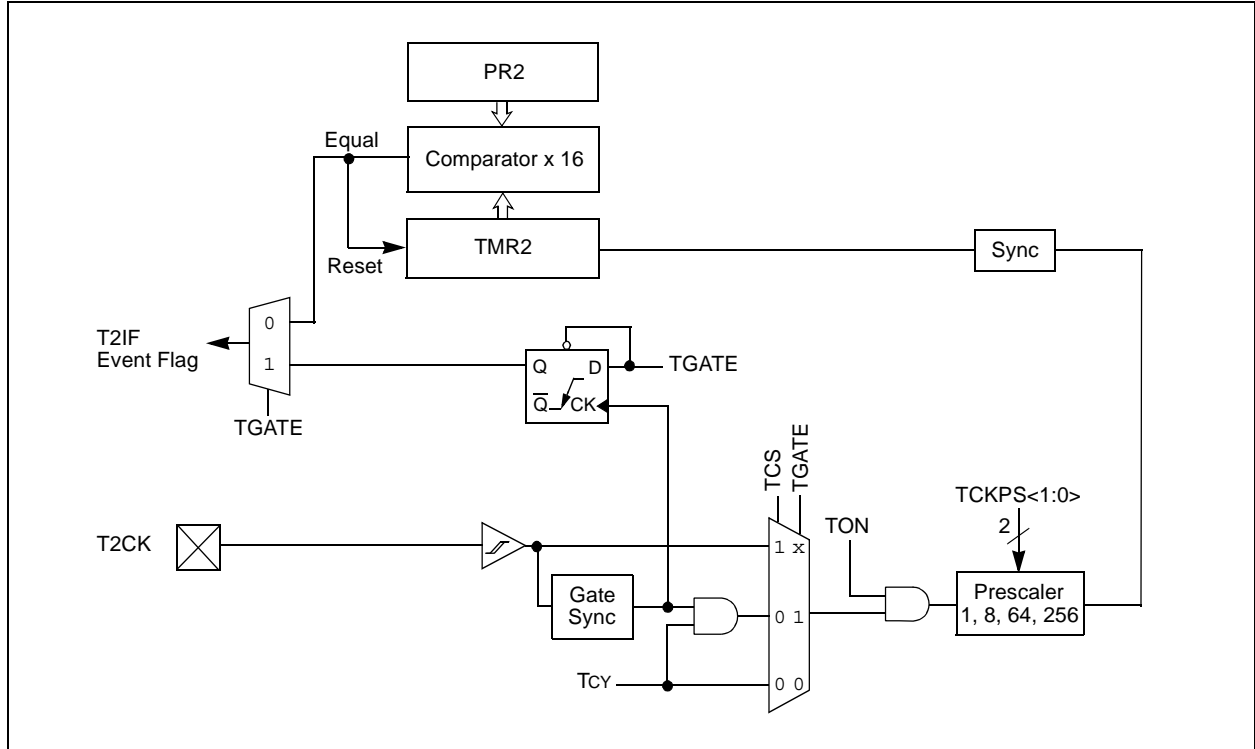 PR2
Equal
Comparator x 16
TMR2
Reset
Sync
T2IF
Event Flag
0
1
TGATE
Q
D
Q
CK
TGATE
TCS
TGATE
TCKPS<1:0>
2
TON
T2CK
1 x
Gate
Sync
0 1
Prescaler
1, 8, 64, 256
TCY
0 0